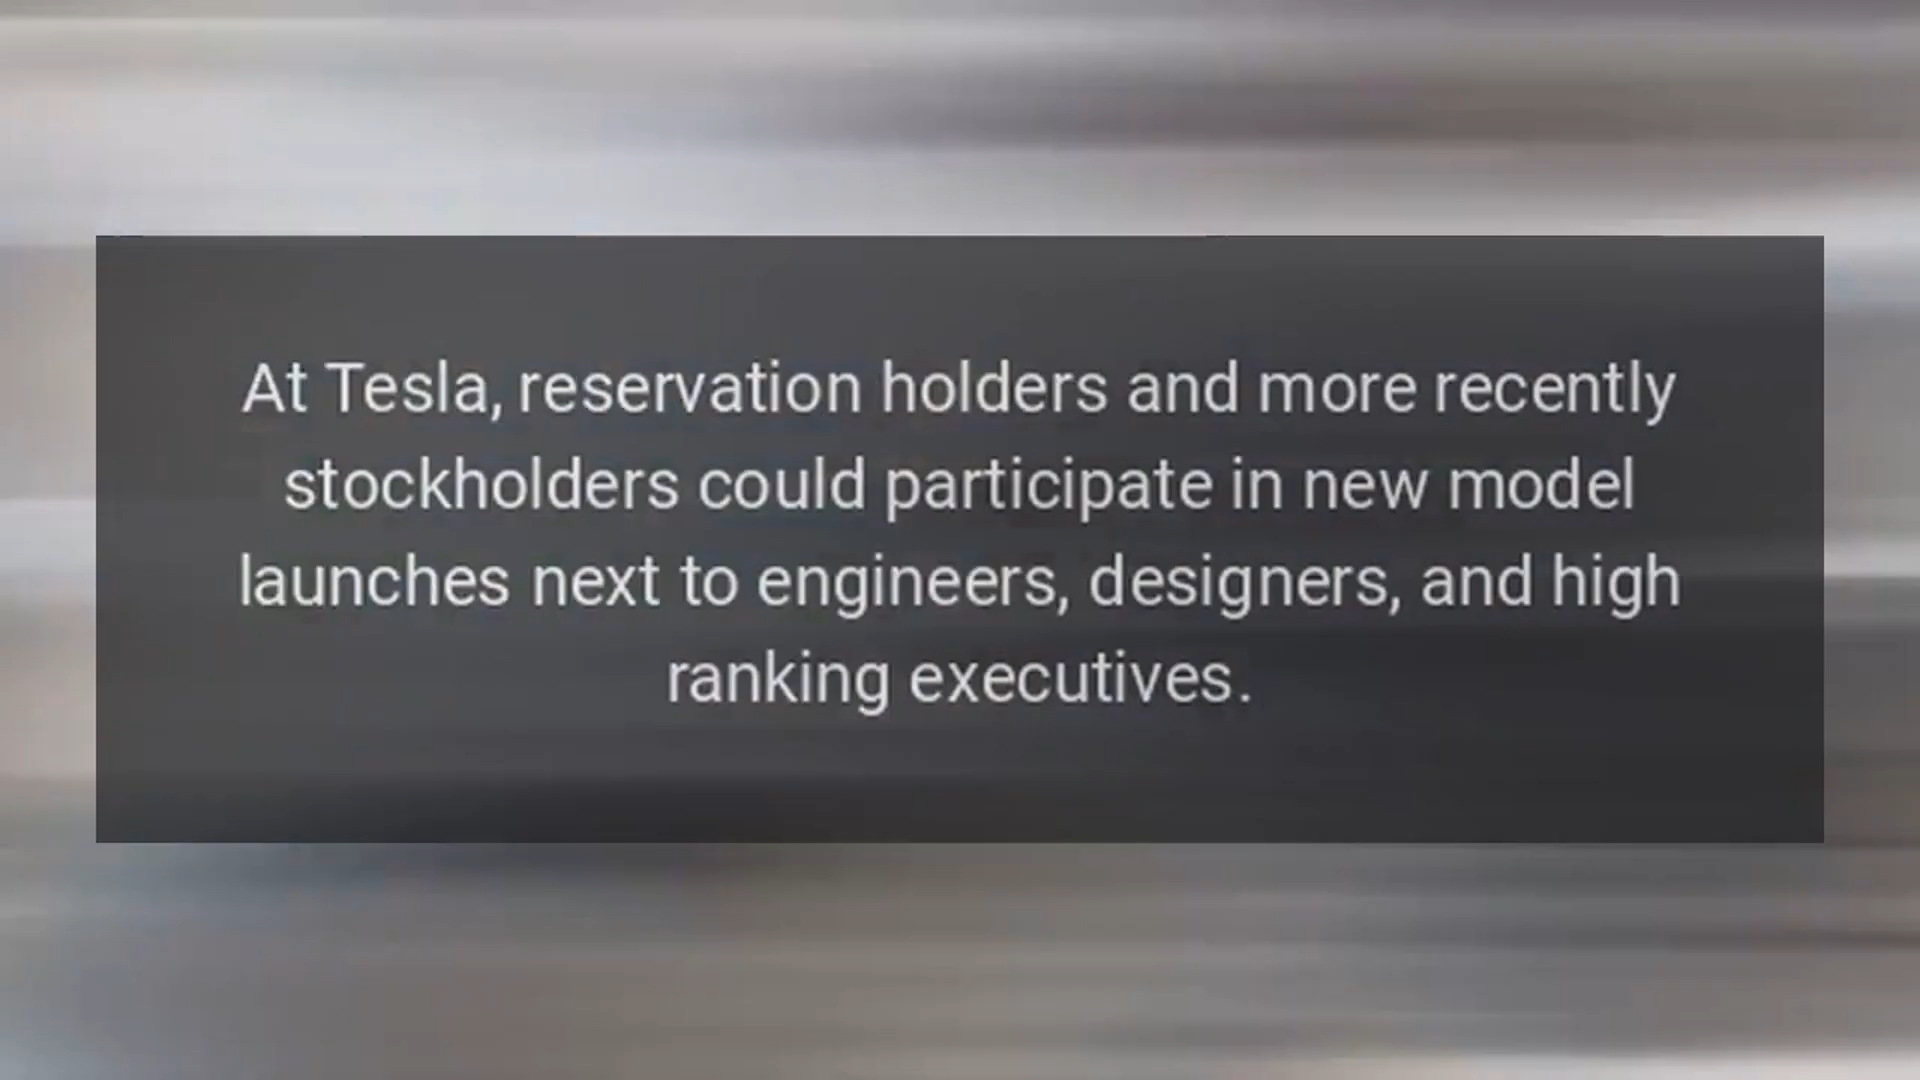 At Tesla, reservation holders and more recently
stockholders could participate in new model
launches next to engineers, designers, and high
ranking executives.